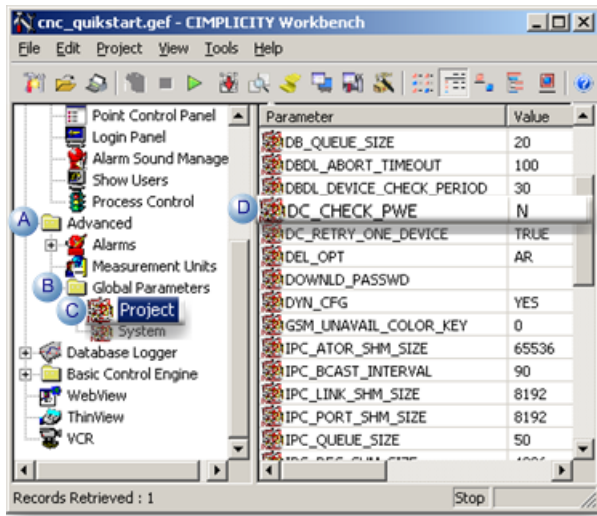 cnc_quikstart.gef - CIMPLICITY Workbench
File Edit Project View Tools Help
Point Control Panel
Login Panel
Alarm Sound Manage
Show Users
Process Control
A Advanced
Alarms
Measurement Units
B Global Parameters
C Project
System
Database Logger
Basic Control Engine
WebView
ThinView
VCR
Parameter Value
DB_QUEUE_SIZE 20
DBDL_ABORT_TIMEOUT 100
DBDL_DEVICE_CHECK_PERIOD 30
D DC_CHECK_PWE N
DC_RETRY_ONE_DEVICE TRUE
DEL_OPT AR
DOWNLD_PASSWD
DYN_CFG YES
GSM_UNAVAIL_COLOR_KEY 0
IPC_ATOR_SHM_SIZE 65536
IPC_BCAST_INTERVAL 90
IPC_LINK_SHM_SIZE 8192
IPC_PORT_SHM_SIZE 8192
IPC_QUEUE_SIZE 50
Records Retrieved : 1 Stop